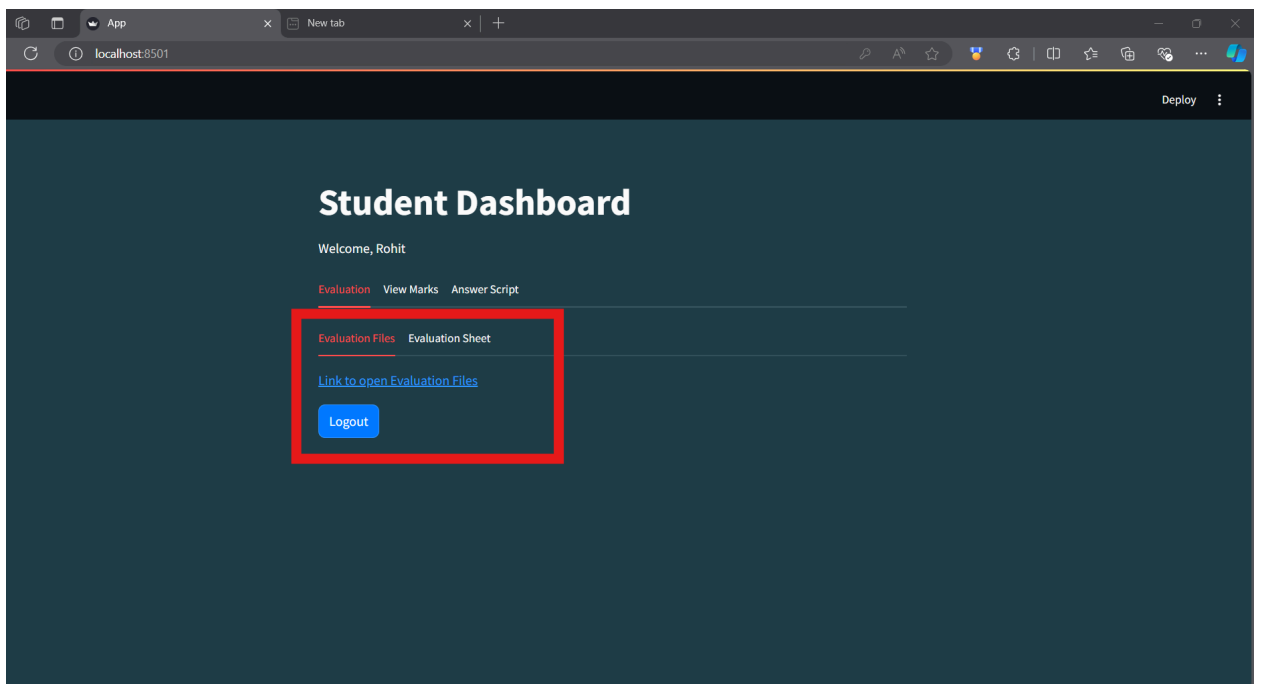 App New tab
localhost:8501
Deploy
Student Dashboard
Welcome, Rohit
Evaluation View Marks Answer Script
Evaluation Files Evaluation Sheet
Link to open Evaluation Files
Logout